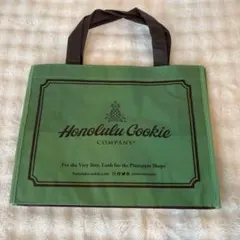 Honolulu Cookie
COMPANY®
For the Very Best, Look for the Pineapple Shape®